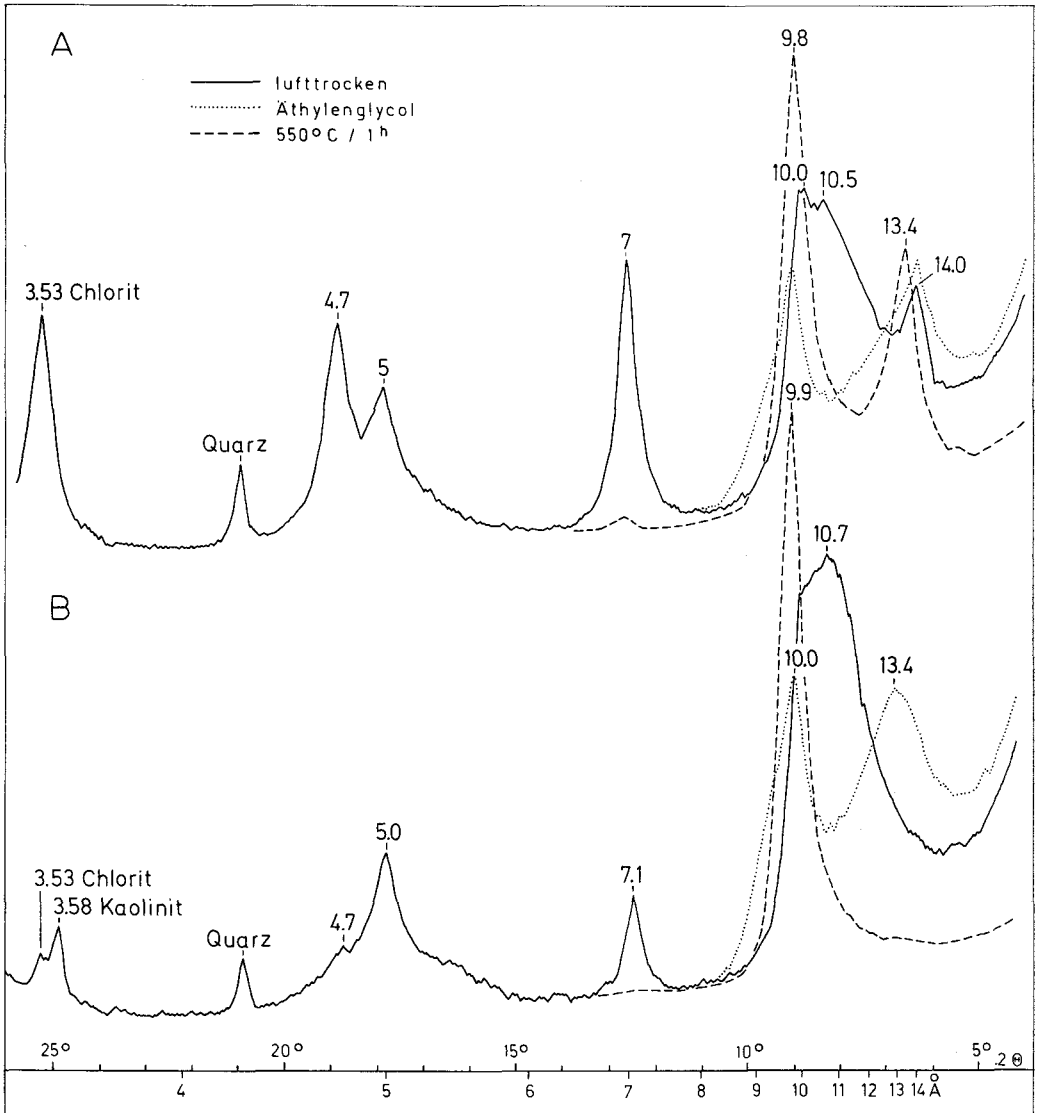 A
lufttrocken
Äthylenglycol
550°C / 1h
9.8
10.0
10.5
13.4
14.0
7
3.53 Chlorit
4.7
5
Quarz
9.9
B
10.7
10.0
13.4
5.0
7.1
3.53 Chlorit
3.58 Kaolinit
4.7
Quarz
25° 20° 15° 10° 5° .2Θ
4 5 6 7 8 9 10 11 12 13 14 Å